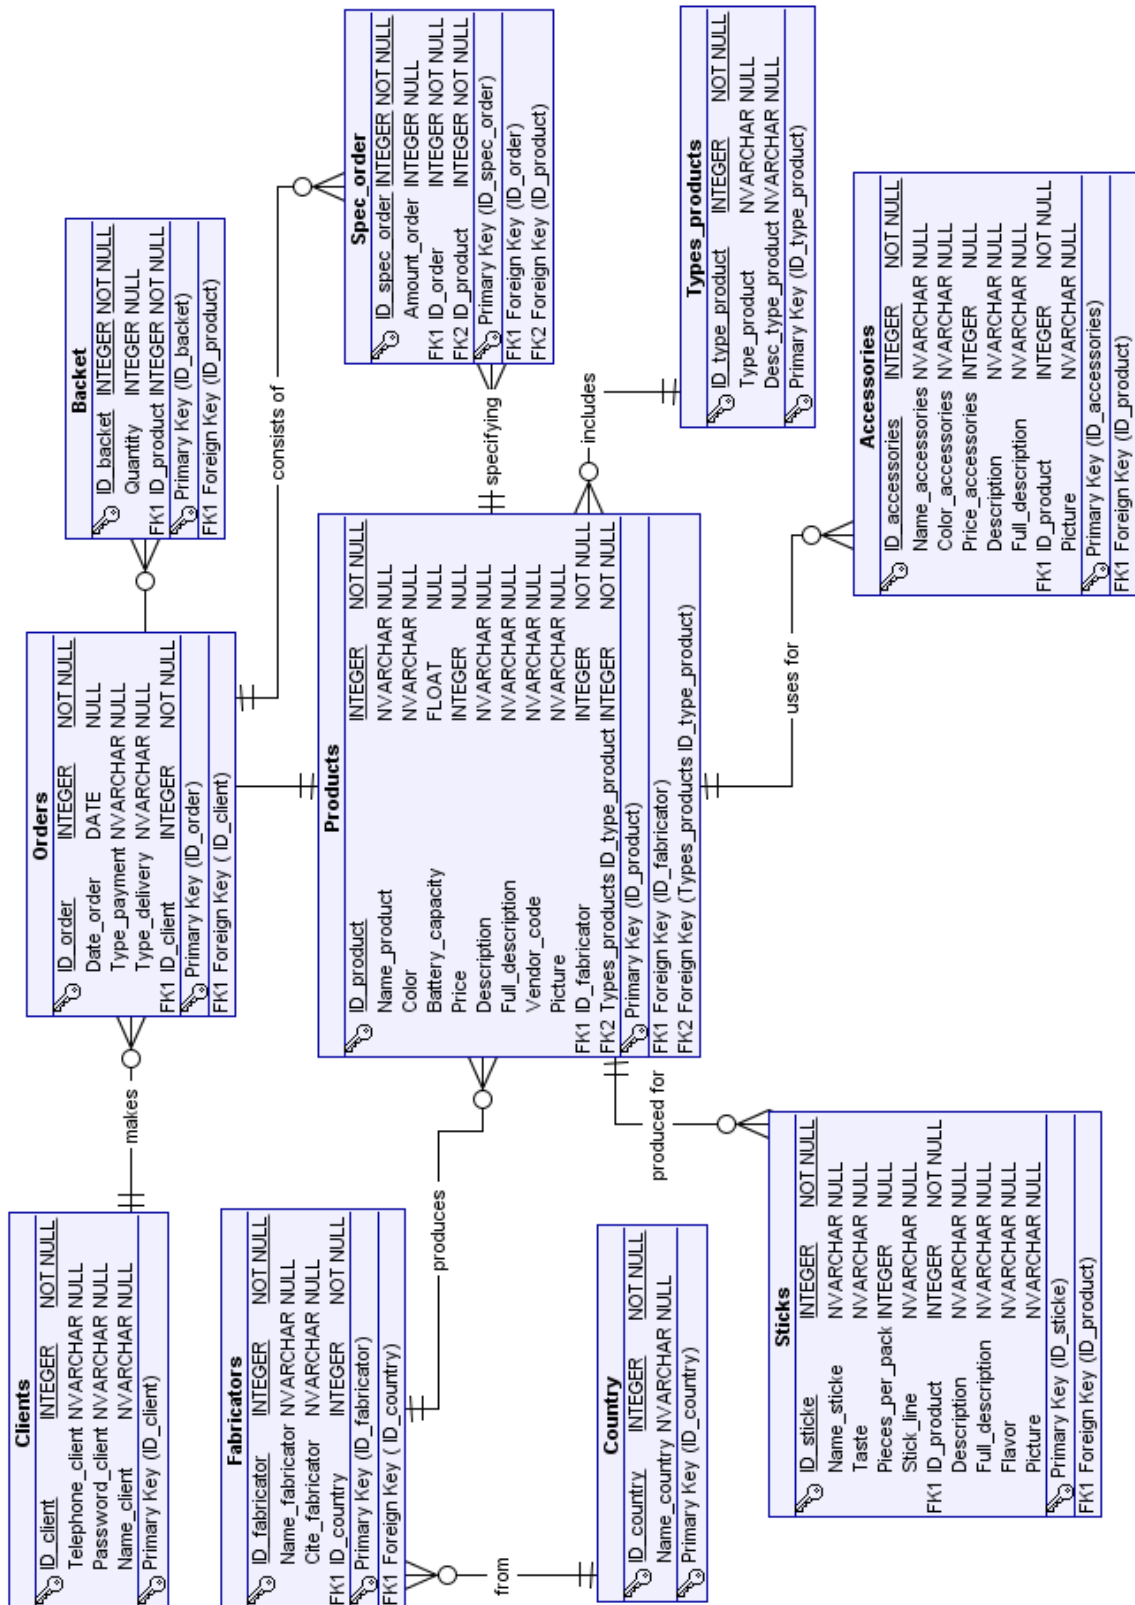 Clients
ID_client INTEGER NOT NULL
Telephone_client NVARCHAR NULL
Password_client NVARCHAR NULL
Name_client NVARCHAR NULL
Primary Key (ID_client)
makes
Orders
ID_order INTEGER NOT NULL
Date_order DATE NULL
Type_payment NVARCHAR NULL
Type_delivery NVARCHAR NULL
FK1 ID_client INTEGER NOT NULL
Primary Key (ID_order)
FK1 Foreign Key ( ID_client)
Backet
ID_backet INTEGER NOT NULL
Quantity INTEGER NULL
FK1 ID_product INTEGER NOT NULL
Primary Key (ID_backet)
FK1 Foreign Key (ID_product)
consists of
Spec_order
ID_spec_order INTEGER NOT NULL
Amount_order INTEGER NULL
FK1 ID_order INTEGER NOT NULL
FK2 ID_product INTEGER NOT NULL
Primary Key (ID_spec_order)
FK1 Foreign Key (ID_order)
FK2 Foreign Key (ID_product)
Fabricators
ID_fabricator INTEGER NOT NULL
Name_fabricator NVARCHAR NULL
Cite_fabricator NVARCHAR NULL
FK1 ID_country INTEGER NOT NULL
Primary Key (ID_fabricator)
FK1 Foreign Key ( ID_country)
produces
Products
ID_product INTEGER NOT NULL
Name_product NVARCHAR NULL
Color NVARCHAR NULL
Battery_capacity FLOAT NULL
Price INTEGER NULL
Description NVARCHAR NULL
Full_description NVARCHAR NULL
Vendor_code NVARCHAR NULL
Picture NVARCHAR NULL
FK1 ID_fabricator INTEGER NOT NULL
FK2 Types_products ID_type_product INTEGER NOT NULL
Primary Key (ID_product)
FK1 Foreign Key (ID_fabricator)
FK2 Foreign Key (Types_products ID_type_product)
specifying
includes
Types_products
ID_type_product INTEGER NOT NULL
Type_product NVARCHAR NULL
Desc_type_product NVARCHAR NULL
Primary Key (ID_type_product)
from
Country
ID_country INTEGER NOT NULL
Name_country NVARCHAR NULL
Primary Key (ID_country)
produced for
uses for
Sticks
ID_sticke INTEGER NOT NULL
Name_sticke NVARCHAR NULL
Taste NVARCHAR NULL
Pieces_per_pack INTEGER NULL
Stick_line NVARCHAR NULL
FK1 ID_product INTEGER NOT NULL
Description NVARCHAR NULL
Full_description NVARCHAR NULL
Flavor NVARCHAR NULL
Picture NVARCHAR NULL
Primary Key (ID_sticke)
FK1 Foreign Key (ID_product)
Accessories
ID_accessories INTEGER NOT NULL
Name_accessories NVARCHAR NULL
Color_accessories NVARCHAR NULL
Price_accessories INTEGER NULL
Description NVARCHAR NULL
Full_description NVARCHAR NULL
FK1 ID_product INTEGER NOT NULL
Picture NVARCHAR NULL
Primary Key (ID_accessories)
FK1 Foreign Key (ID_product)